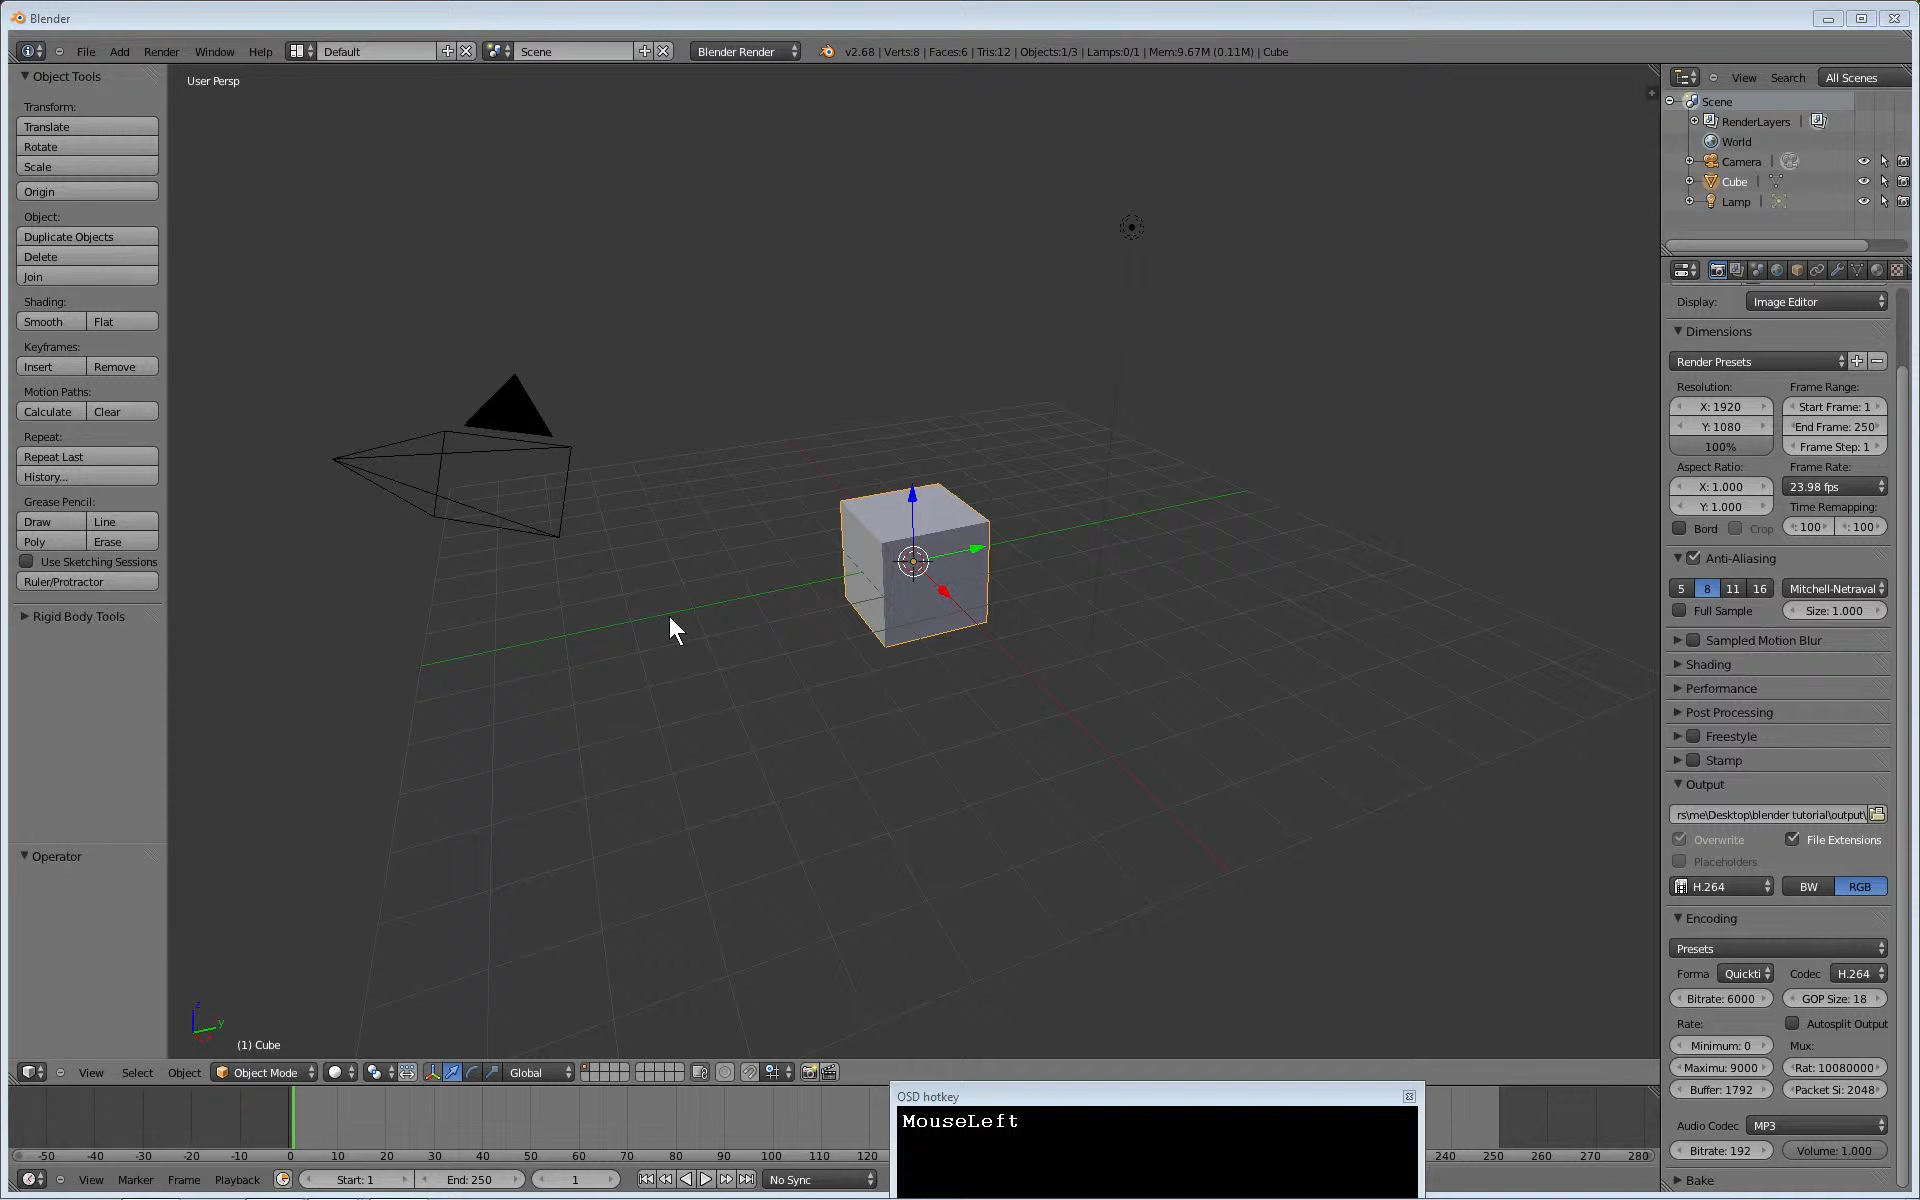 Blender
File Add Render Window Help Default Scene Blender Render v2.68 | Verts:8 | Faces:6 | Tris:12 | Objects:1/3 | Lamps:0/1 | Mem:9.67M (0.11M) | Cube
Object Tools
Transform:
Translate
Rotate
Scale
Origin
Object:
Duplicate Objects
Delete
Join
Shading:
Smooth Flat
Keyframes:
Insert Remove
Motion Paths:
Calculate Clear
Repeat:
Repeat Last
History...
Grease Pencil:
Draw Line
Poly Erase
Use Sketching Sessions
Ruler/Protractor
Rigid Body Tools
Operator
User Persp
z
y
(1) Cube
View Search All Scenes
Scene
RenderLayers |
World
Camera |
Cube |
Lamp |
Display: Image Editor
Dimensions
Render Presets
Resolution: Frame Range:
X: 1920 Start Frame: 1
Y: 1080 End Frame: 250
100% Frame Step: 1
Aspect Ratio: Frame Rate:
X: 1.000 23.98 fps
Y: 1.000 Time Remapping:
Bord Crop : 100 : 100
Anti-Aliasing
5 8 11 16 Mitchell-Netraval
Full Sample Size: 1.000
Sampled Motion Blur
Shading
Performance
Post Processing
Freestyle
Stamp
Output
rs\me\Desktop\blender tutorial\output\
Overwrite File Extensions
Placeholders
H.264 BW RGB
Encoding
Presets
Forma Quickti Codec H.264
Bitrate: 6000 GOP Size: 18
Rate: Autosplit Output
Minimum: 0 Mux:
Maximu: 9000 Rat: 10080000
Buffer: 1792 Packet Si: 2048
Audio Codec MP3
Bitrate: 192 Volume: 1.000
Bake
View Select Object Object Mode Global
OSD hotkey
MouseLeft
-50 -40 -30 -20 -10 0 10 20 30 40 50 60 70 80 90 100 110 120 240 250 260 270 280
View Marker Frame Playback Start: 1 End: 250 1 No Sync